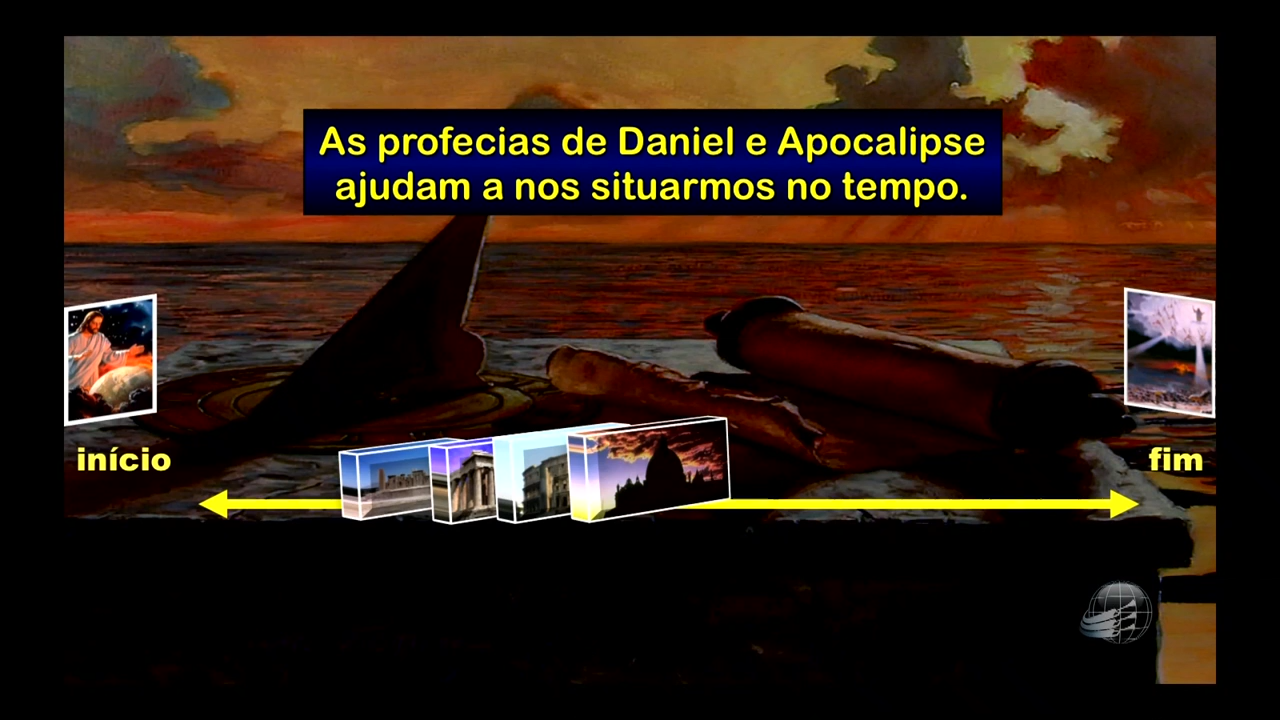 As profecias de Daniel e Apocalipse
ajudam a nos situarmos no tempo.
início
fim